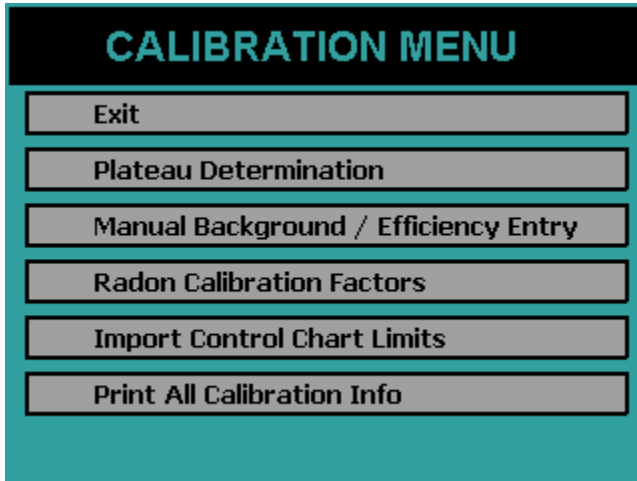 CALIBRATION MENU
Exit
Plateau Determination
Manual Background / Efficiency Entry
Radon Calibration Factors
Import Control Chart Limits
Print All Calibration Info